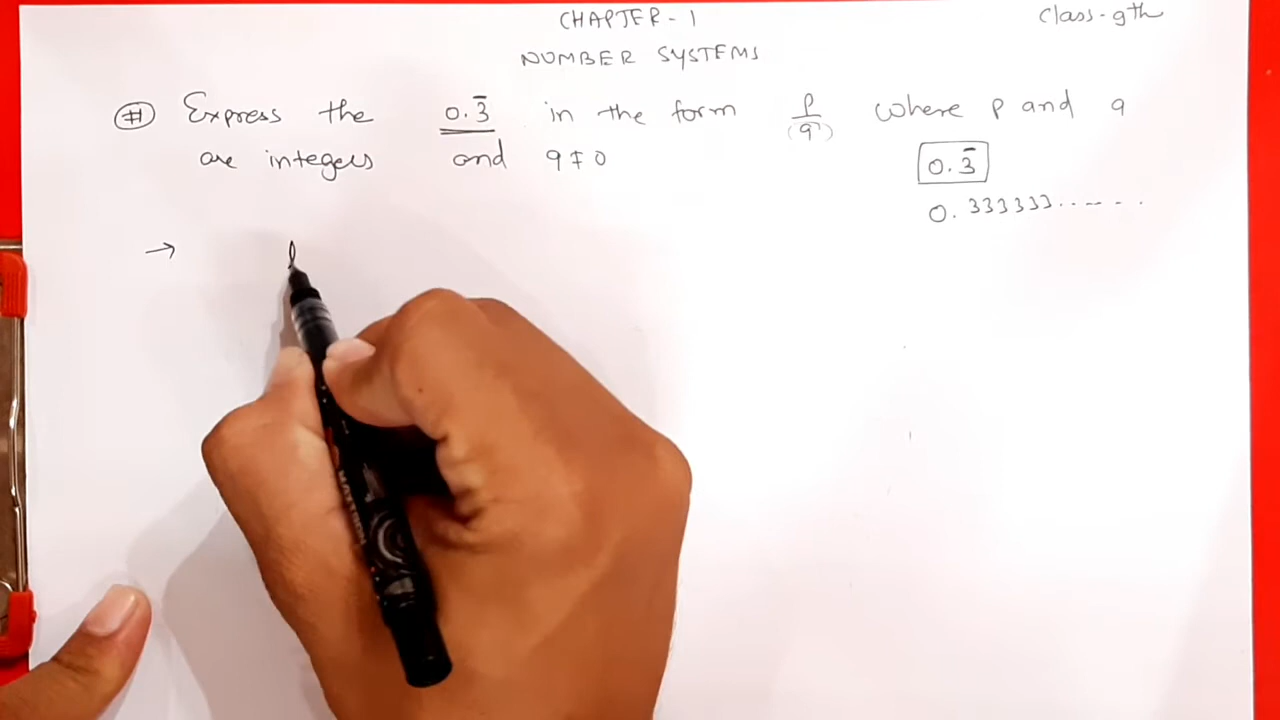 CHAPTER - 1
Class - 9th
NUMBER SYSTEMS
(#) Express the 0.3̅ in the form p/(q) where p and q
are integers and q ≠ 0
0.3̅
0.333333.......
→